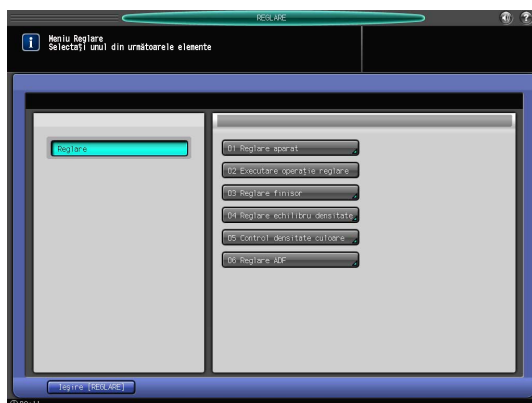 REGLARE
Meniu Reglare
Selectaţi unul din următoarele elemente
Reglare
01 Reglare aparat
02 Executare operaţie reglare
03 Reglare finisor
04 Reglare echilibru densitate
05 Control densitate culoare
06 Reglare ADF
Ieşire [REGLARE]